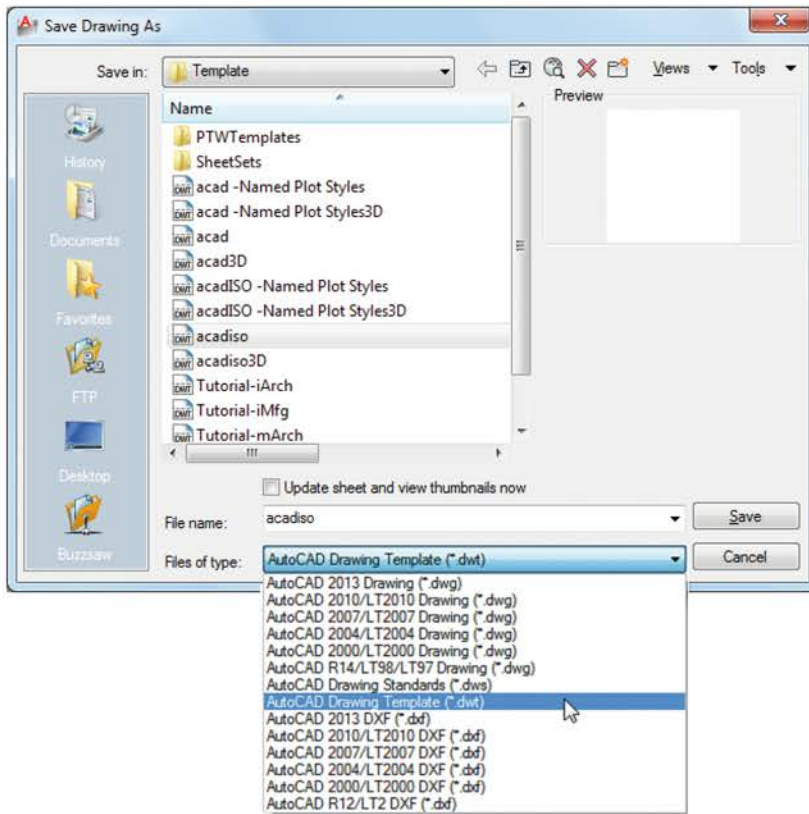 Save Drawing As
Save in: Template Views Tools
Name
Preview
PTWTemplates
SheetSets
acad -Named Plot Styles
acad -Named Plot Styles3D
acad
acad3D
acadISO -Named Plot Styles
acadISO -Named Plot Styles3D
acadiso
acadiso3D
Tutorial-iArch
Tutorial-iMfg
Tutorial-mArch
History
Documents
Favorites
FTP
Desktop
Buzzsaw
Update sheet and view thumbnails now
File name: acadiso Save
Files of type: AutoCAD Drawing Template (*.dwt) Cancel
AutoCAD 2013 Drawing (*.dwg)
AutoCAD 2010/LT2010 Drawing (*.dwg)
AutoCAD 2007/LT2007 Drawing (*.dwg)
AutoCAD 2004/LT2004 Drawing (*.dwg)
AutoCAD 2000/LT2000 Drawing (*.dwg)
AutoCAD R14/LT98/LT97 Drawing (*.dwg)
AutoCAD Drawing Standards (*.dws)
AutoCAD Drawing Template (*.dwt)
AutoCAD 2013 DXF (*.dxf)
AutoCAD 2010/LT2010 DXF (*.dxf)
AutoCAD 2007/LT2007 DXF (*.dxf)
AutoCAD 2004/LT2004 DXF (*.dxf)
AutoCAD 2000/LT2000 DXF (*.dxf)
AutoCAD R12/LT2 DXF (*.dxf)